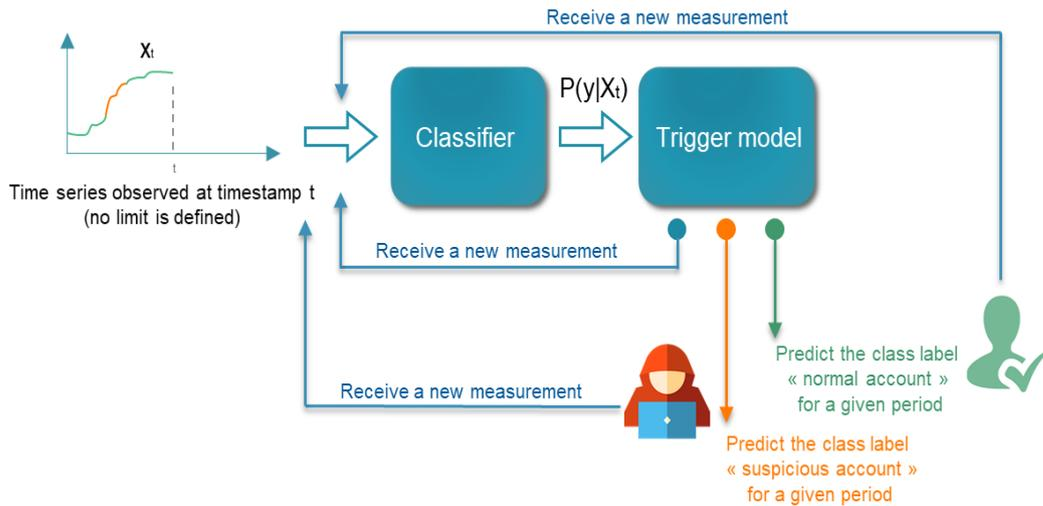 Receive a new measurement
Xt
t
Time series observed at timestamp t
(no limit is defined)
Classifier
P(y|Xt)
Trigger model
Receive a new measurement
Receive a new measurement
Predict the class label
« normal account »
for a given period
Predict the class label
« suspicious account »
for a given period